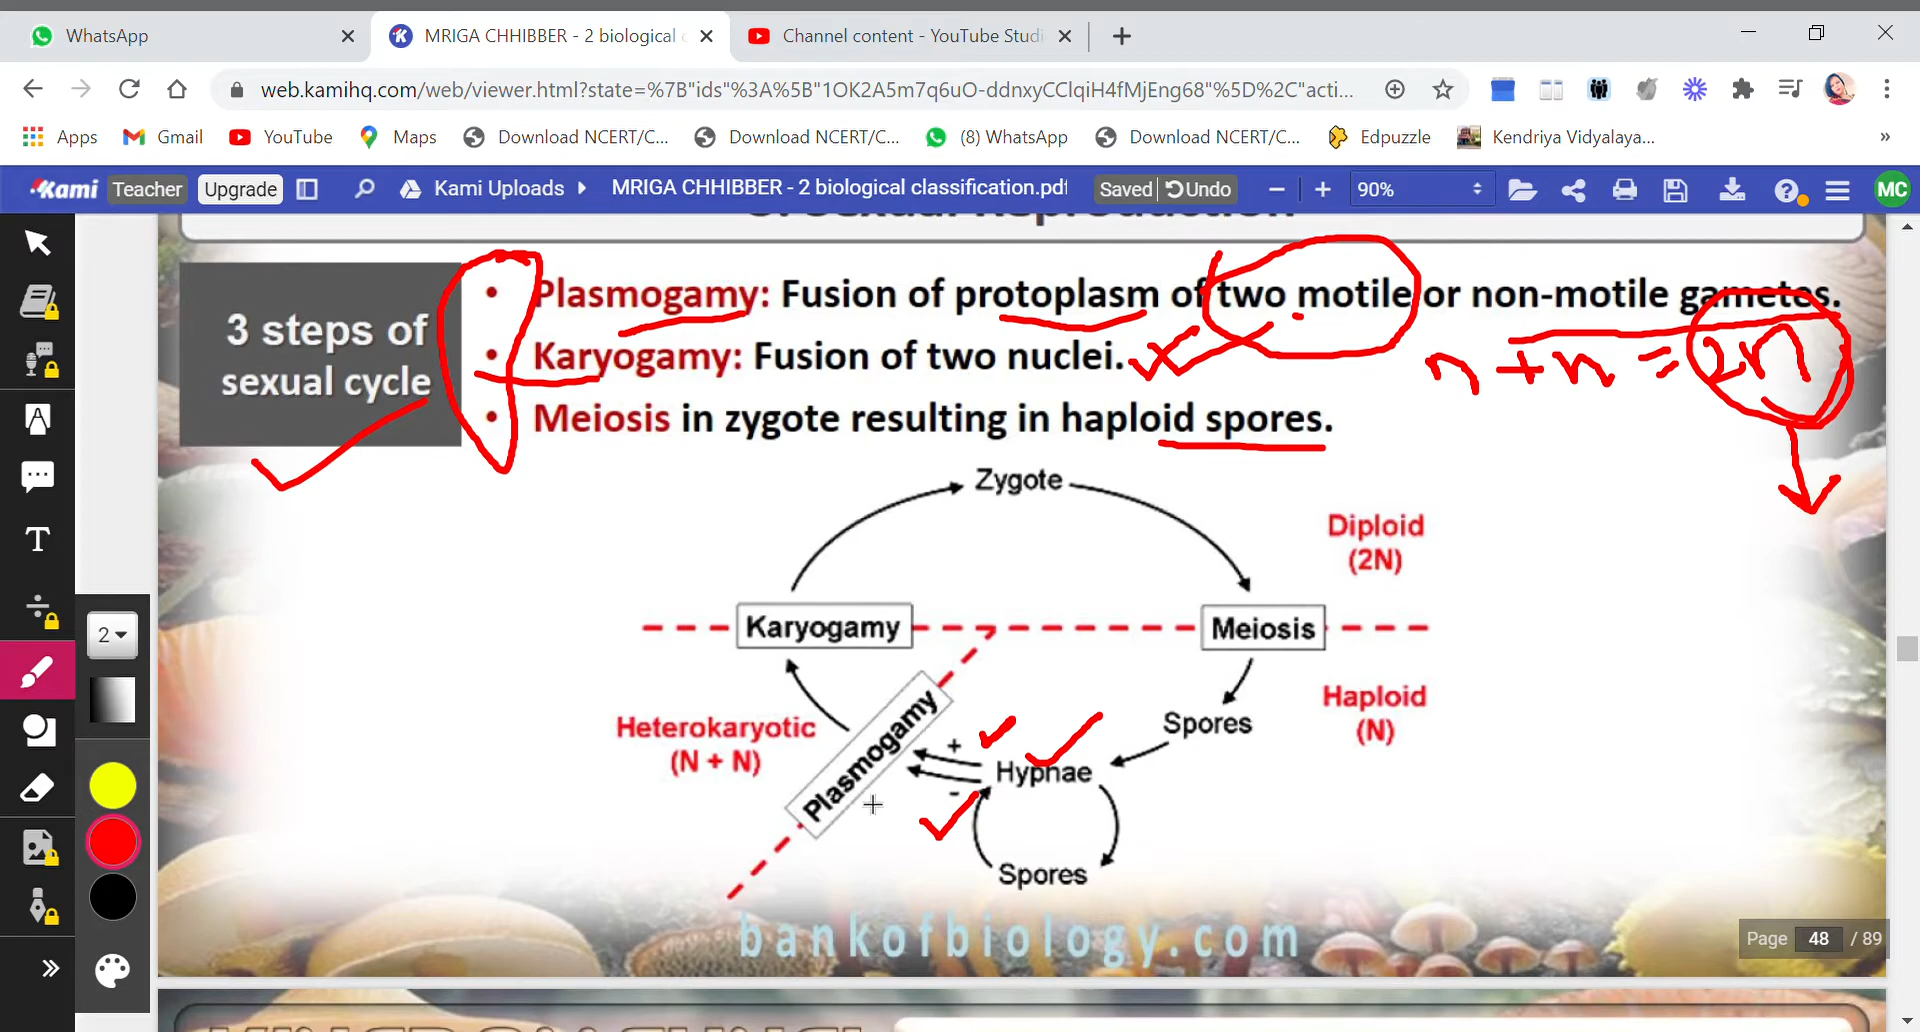 WhatsApp
MRIGA CHHIBBER - 2 biological c
Channel content - YouTube Studi
web.kamihq.com/web/viewer.html?state=%7B"ids"%3A%5B"1OK2A5m7q6uO-ddnxyCClqiH4fMjEng68"%5D%2C"acti...
Apps
Gmail
YouTube
Maps
Download NCERT/C...
Download NCERT/C...
(8) WhatsApp
Download NCERT/C...
Edpuzzle
Kendriya Vidyalaya...
Kami
Teacher
Upgrade
Kami Uploads
MRIGA CHHIBBER - 2 biological classification.pdf
Saved
Undo
90%
MC
3 steps of
sexual cycle
• Plasmogamy: Fusion of protoplasm of two motile or non-motile gametes.
• Karyogamy: Fusion of two nuclei.
n + n = 2n
• Meiosis in zygote resulting in haploid spores.
Zygote
Diploid
(2N)
Karyogamy
Meiosis
Haploid
(N)
Heterokaryotic
(N + N)
Plasmogamy
+
-
Spores
Hypnae
Spores
bankofbiology.com
Page 48 / 89
2